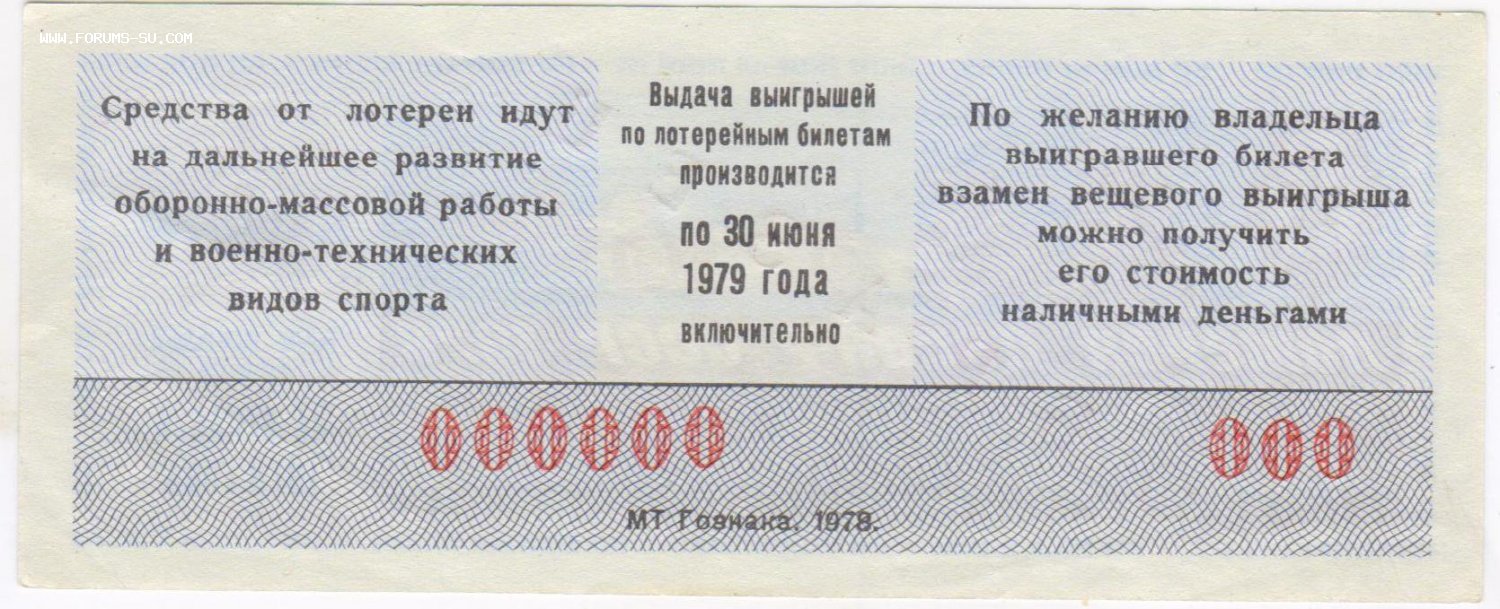 WWW.FORUMS-SU.COM
Средства от лотереи идут
на дальнейшее развитие
оборонно-массовой работы
и военно-технических
видов спорта
Выдача выигрышей
по лотерейным билетам
производится
по 30 июня
1979 года
включительно
По желанию владельца
выигравшего билета
взамен вещевого выигрыша
можно получить
его стоимость
наличными деньгами
000000
000
МТ Гознака. 1978.